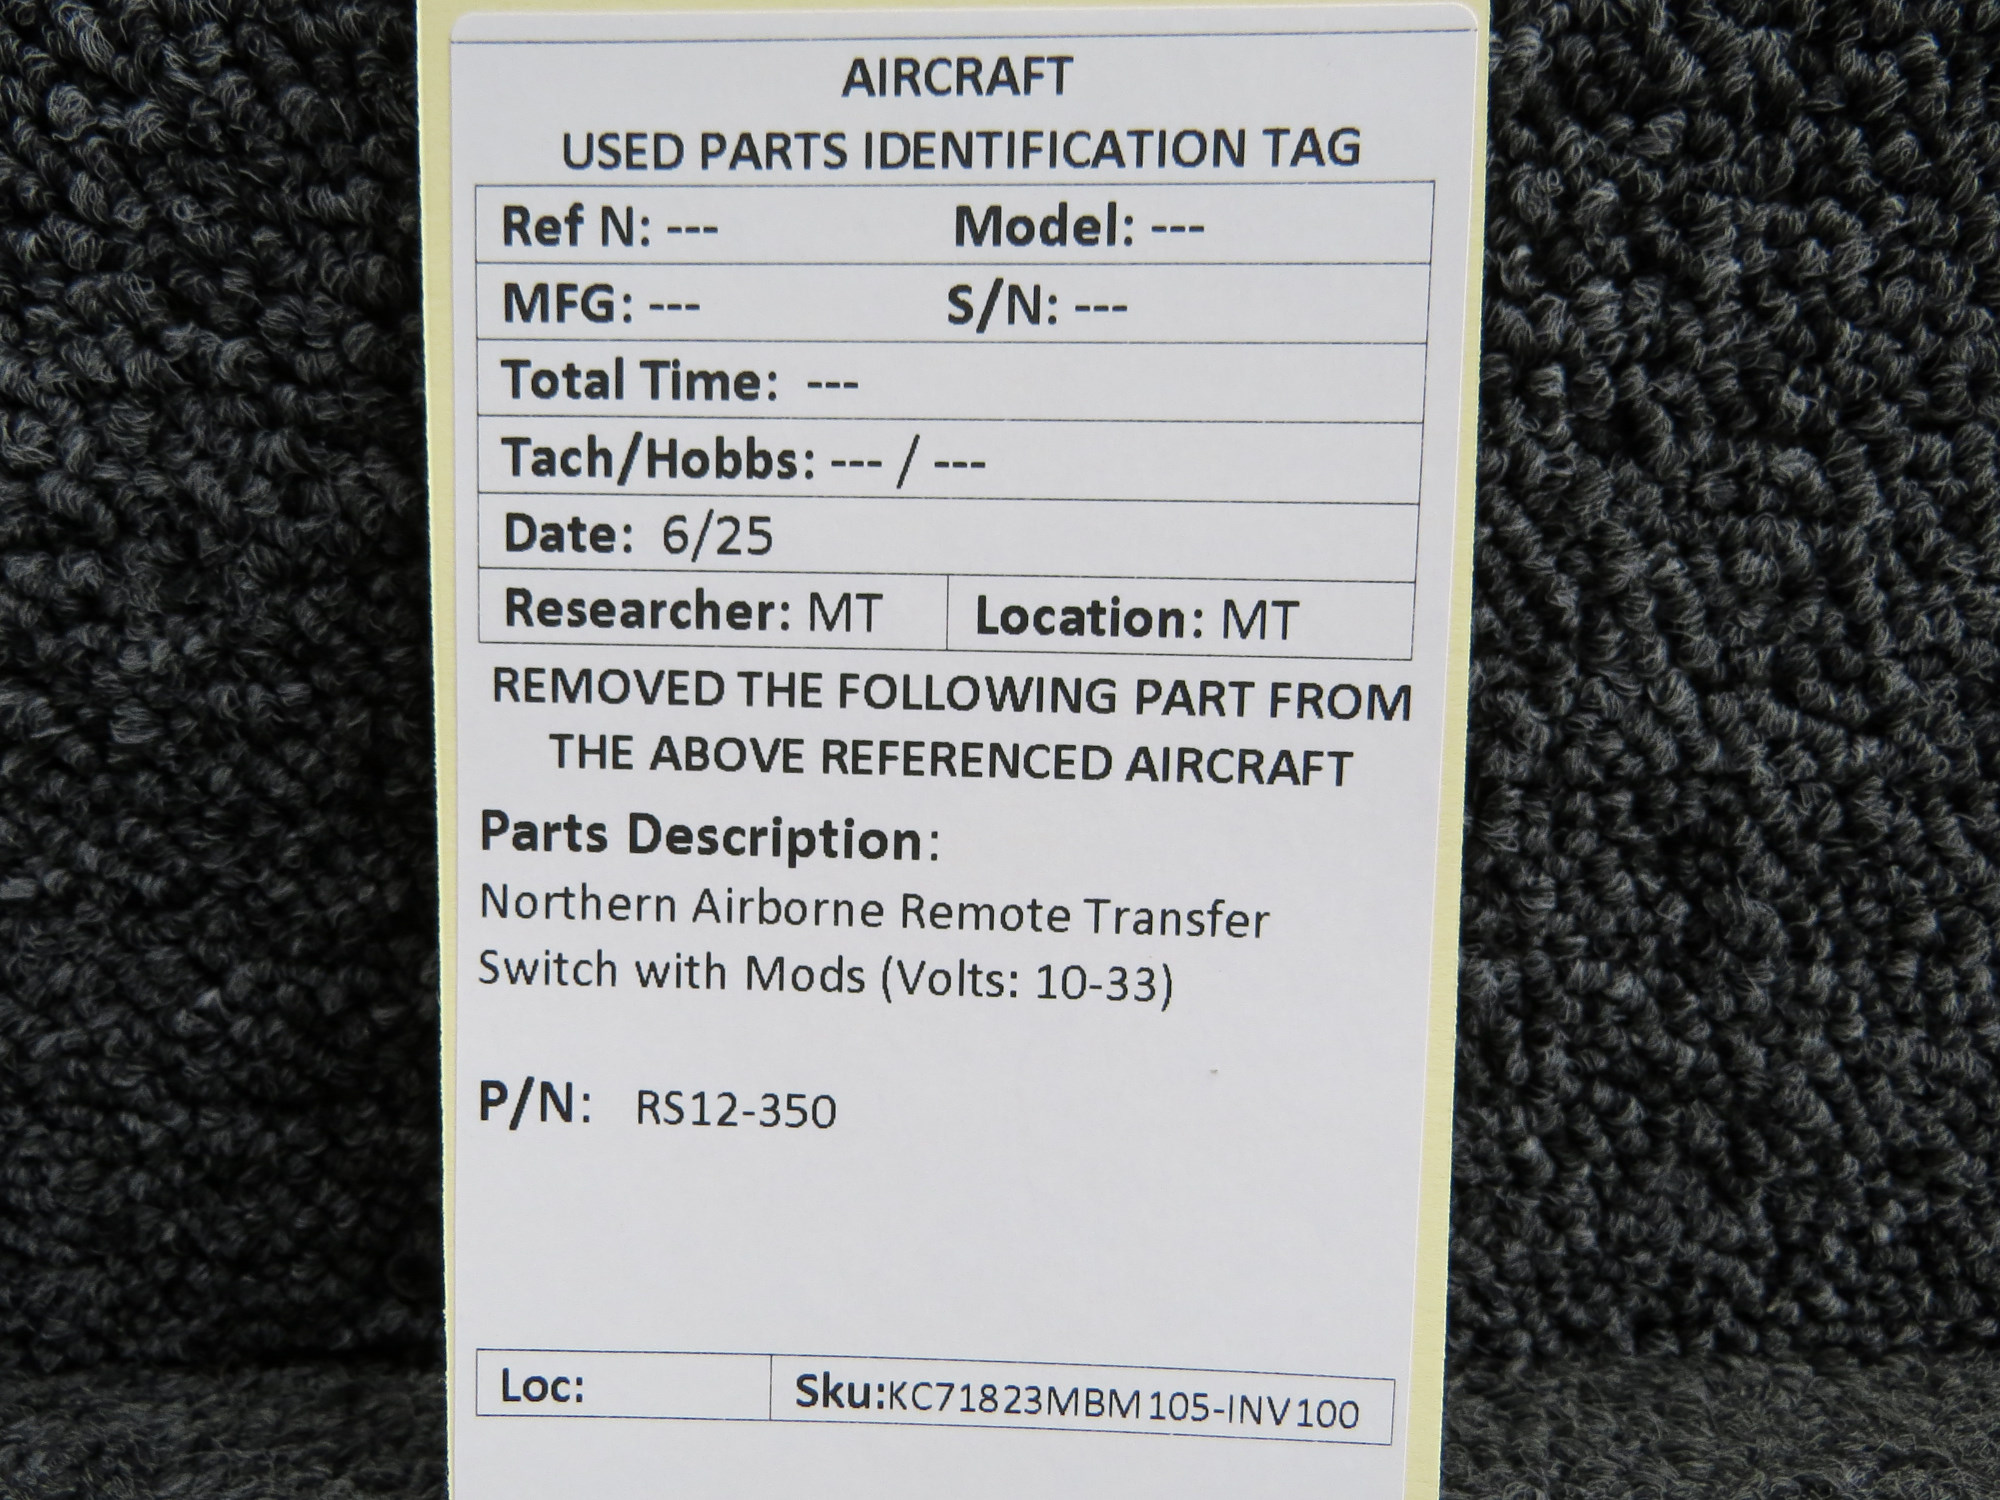 AIRCRAFT
USED PARTS IDENTIFICATION TAG
Ref N: --- Model: ---
MFG: --- S/N: ---
Total Time: ---
Tach/Hobbs: --- / ---
Date: 6/25
Researcher: MT Location: MT
REMOVED THE FOLLOWING PART FROM
THE ABOVE REFERENCED AIRCRAFT
Parts Description:
Northern Airborne Remote Transfer
Switch with Mods (Volts: 10-33)
P/N: RS12-350
Loc: Sku:KC71823MBM105-INV100